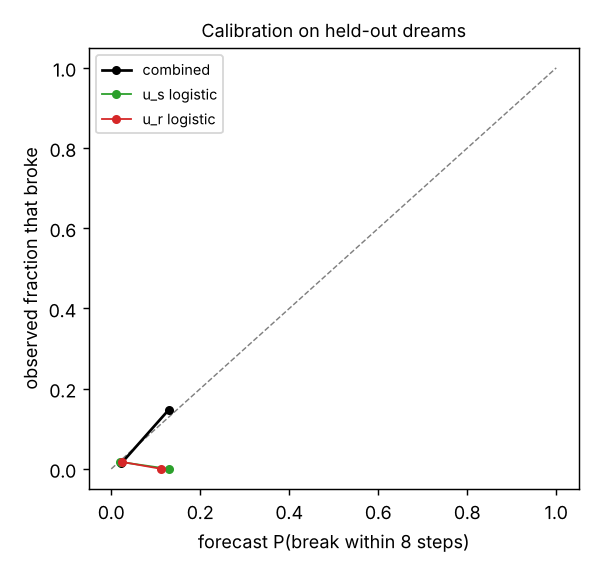 Calibration on held-out dreams
combined
u_s logistic
u_r logistic
observed fraction that broke
1.0
0.8
0.6
0.4
0.2
0.0
0.0 0.2 0.4 0.6 0.8 1.0
forecast P(break within 8 steps)